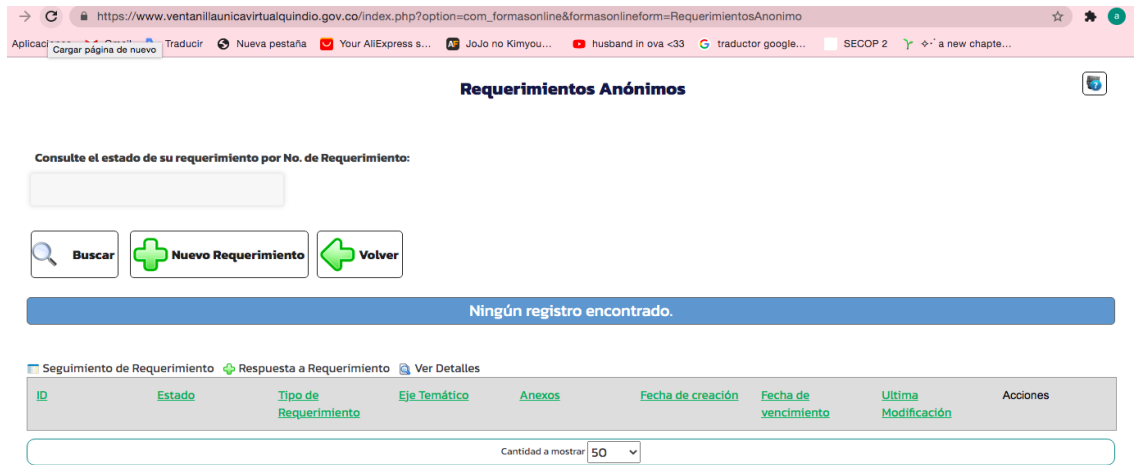 https://www.ventanillaunicavirtualquindio.gov.co/index.php?option=com_formasonline&formasonlineform=RequerimientosAnonimo
Traducir Nueva pestaña Your AliExpress s... AF JoJo no Kimyou... husband in ova <33 traductor google... SECOP 2 a new chapte...
Cargar página de nuevo
Requerimientos Anónimos
Consulte el estado de su requerimiento por No. de Requerimiento:
Buscar Nuevo Requerimiento Volver
Ningún registro encontrado.
Seguimiento de Requerimiento Respuesta a Requerimiento Ver Detalles
ID Estado Tipo de Requerimiento Eje Temático Anexos Fecha de creación Fecha de vencimiento Ultima Modificación Acciones
Cantidad a mostrar 50